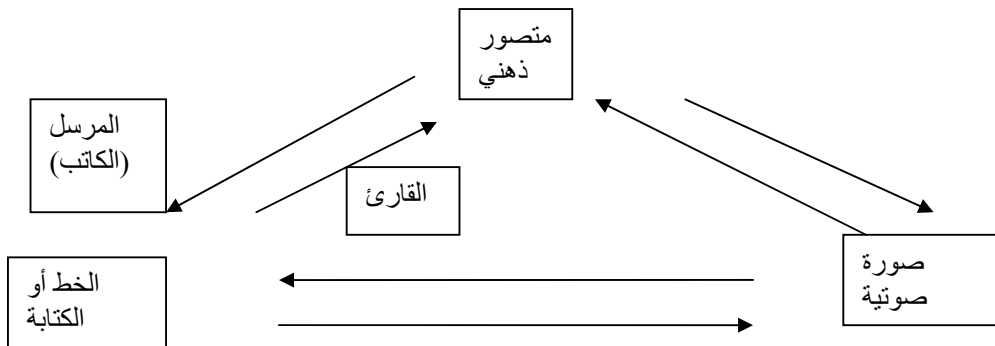 متصور
ذهني
المرسل
(الكاتب)
القارئ
صورة
صوتية
الخط أو
الكتابة